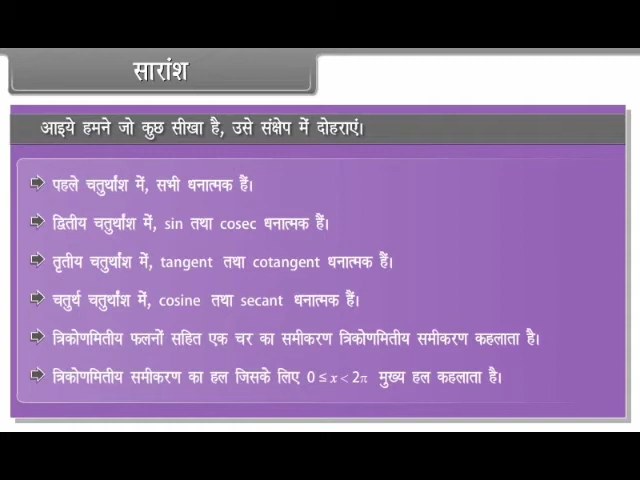 सारांश
आइये हमने जो कुछ सीखा है, उसे संक्षेप में दोहराएं।
पहले चतुर्थांश में, सभी धनात्मक हैं।
द्वितीय चतुर्थांश में, sin तथा cosec धनात्मक हैं।
तृतीय चतुर्थांश में, tangent तथा cotangent धनात्मक हैं।
चतुर्थ चतुर्थांश में, cosine तथा secant धनात्मक हैं।
त्रिकोणमितीय फलनों सहित एक चर का समीकरण त्रिकोणमितीय समीकरण कहलाता है।
त्रिकोणमितीय समीकरण का हल जिसके लिए 0 ≤ x < 2π मुख्य हल कहलाता है।